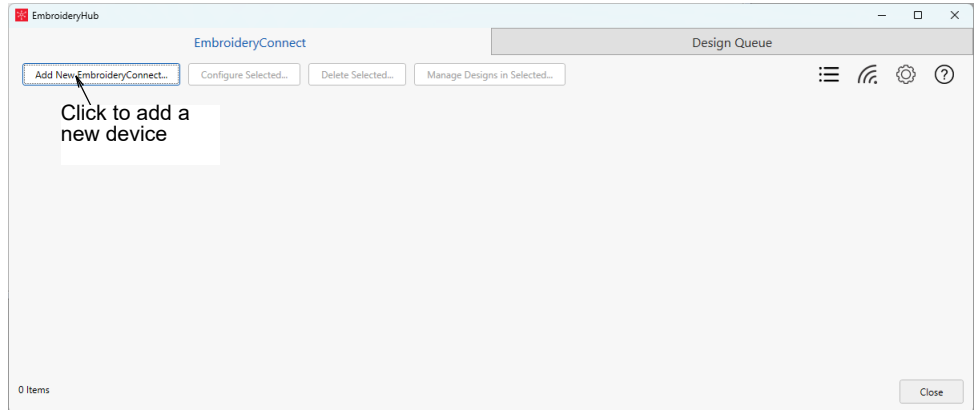 EmbroideryHub
EmbroideryConnect
Design Queue
Add New EmbroideryConnect...
Configure Selected...
Delete Selected...
Manage Designs in Selected...
Click to add a
new device
0 Items
Close